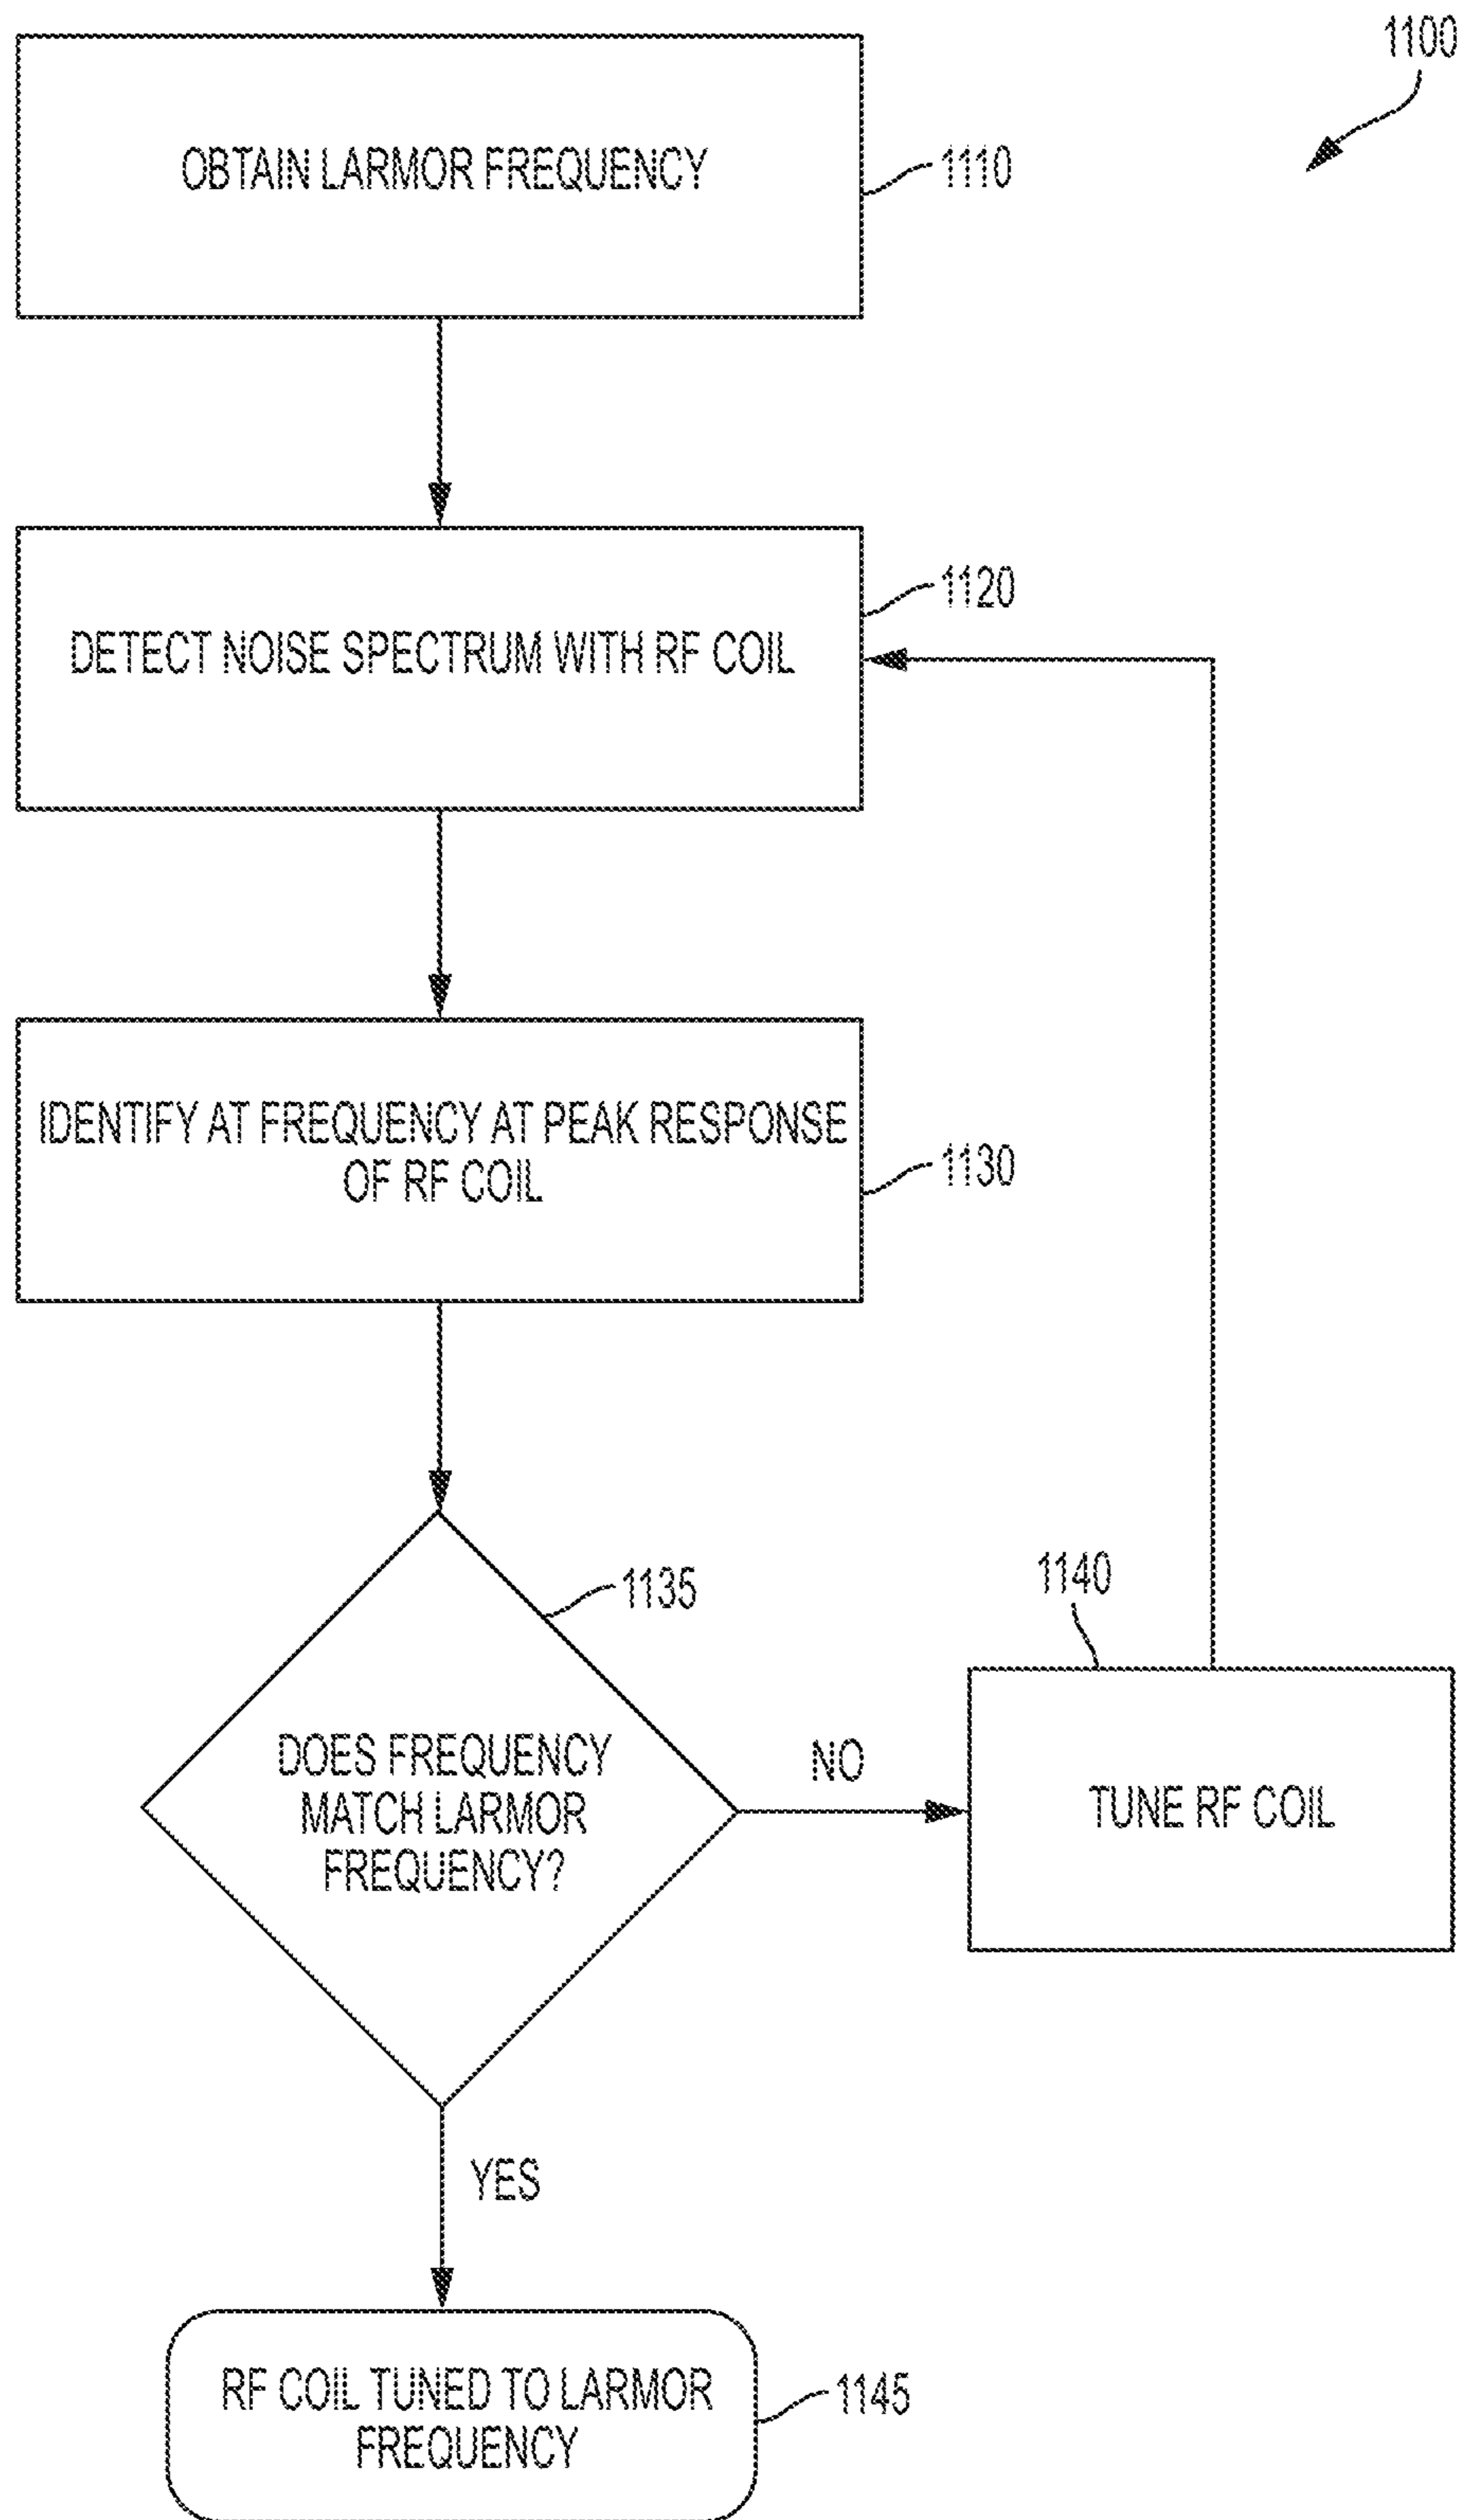 1100
OBTAIN LARMOR FREQUENCY
1110
1120
DETECT NOISE SPECTRUM WITH RF COIL
IDENTIFY AT FREQUENCY AT PEAK RESPONSE
OF RF COIL
1130
1135
DOES FREQUENCY
MATCH LARMOR
FREQUENCY?
NO
1140
TUNE RF COIL
YES
RF COIL TUNED TO LARMOR
FREQUENCY
1145